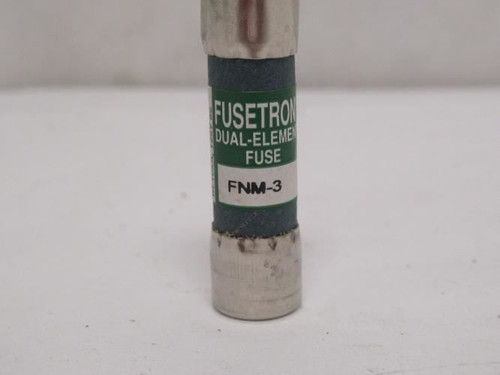 FUSETRON
DUAL-ELEMEN
FUSE
FNM-3